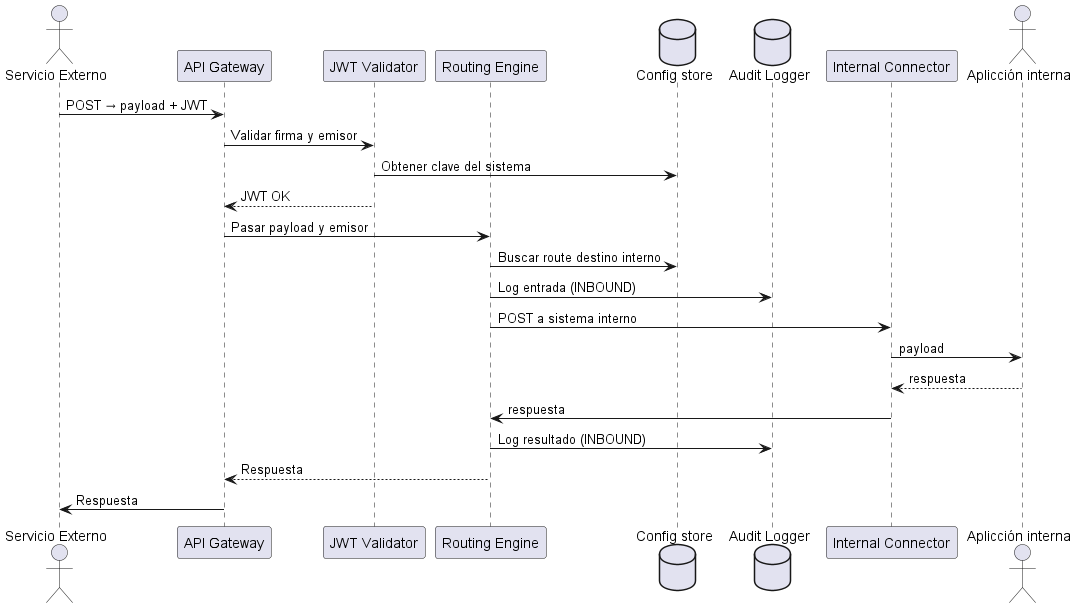 Servicio Externo
API Gateway
JWT Validator
Routing Engine
Config store
Audit Logger
Internal Connector
Aplicción interna
POST → payload + JWT
Validar firma y emisor
Obtener clave del sistema
JWT OK
Pasar payload y emisor
Buscar route destino interno
Log entrada (INBOUND)
POST a sistema interno
payload
respuesta
respuesta
Log resultado (INBOUND)
Respuesta
Respuesta
Servicio Externo
API Gateway
JWT Validator
Routing Engine
Config store
Audit Logger
Internal Connector
Aplicción interna